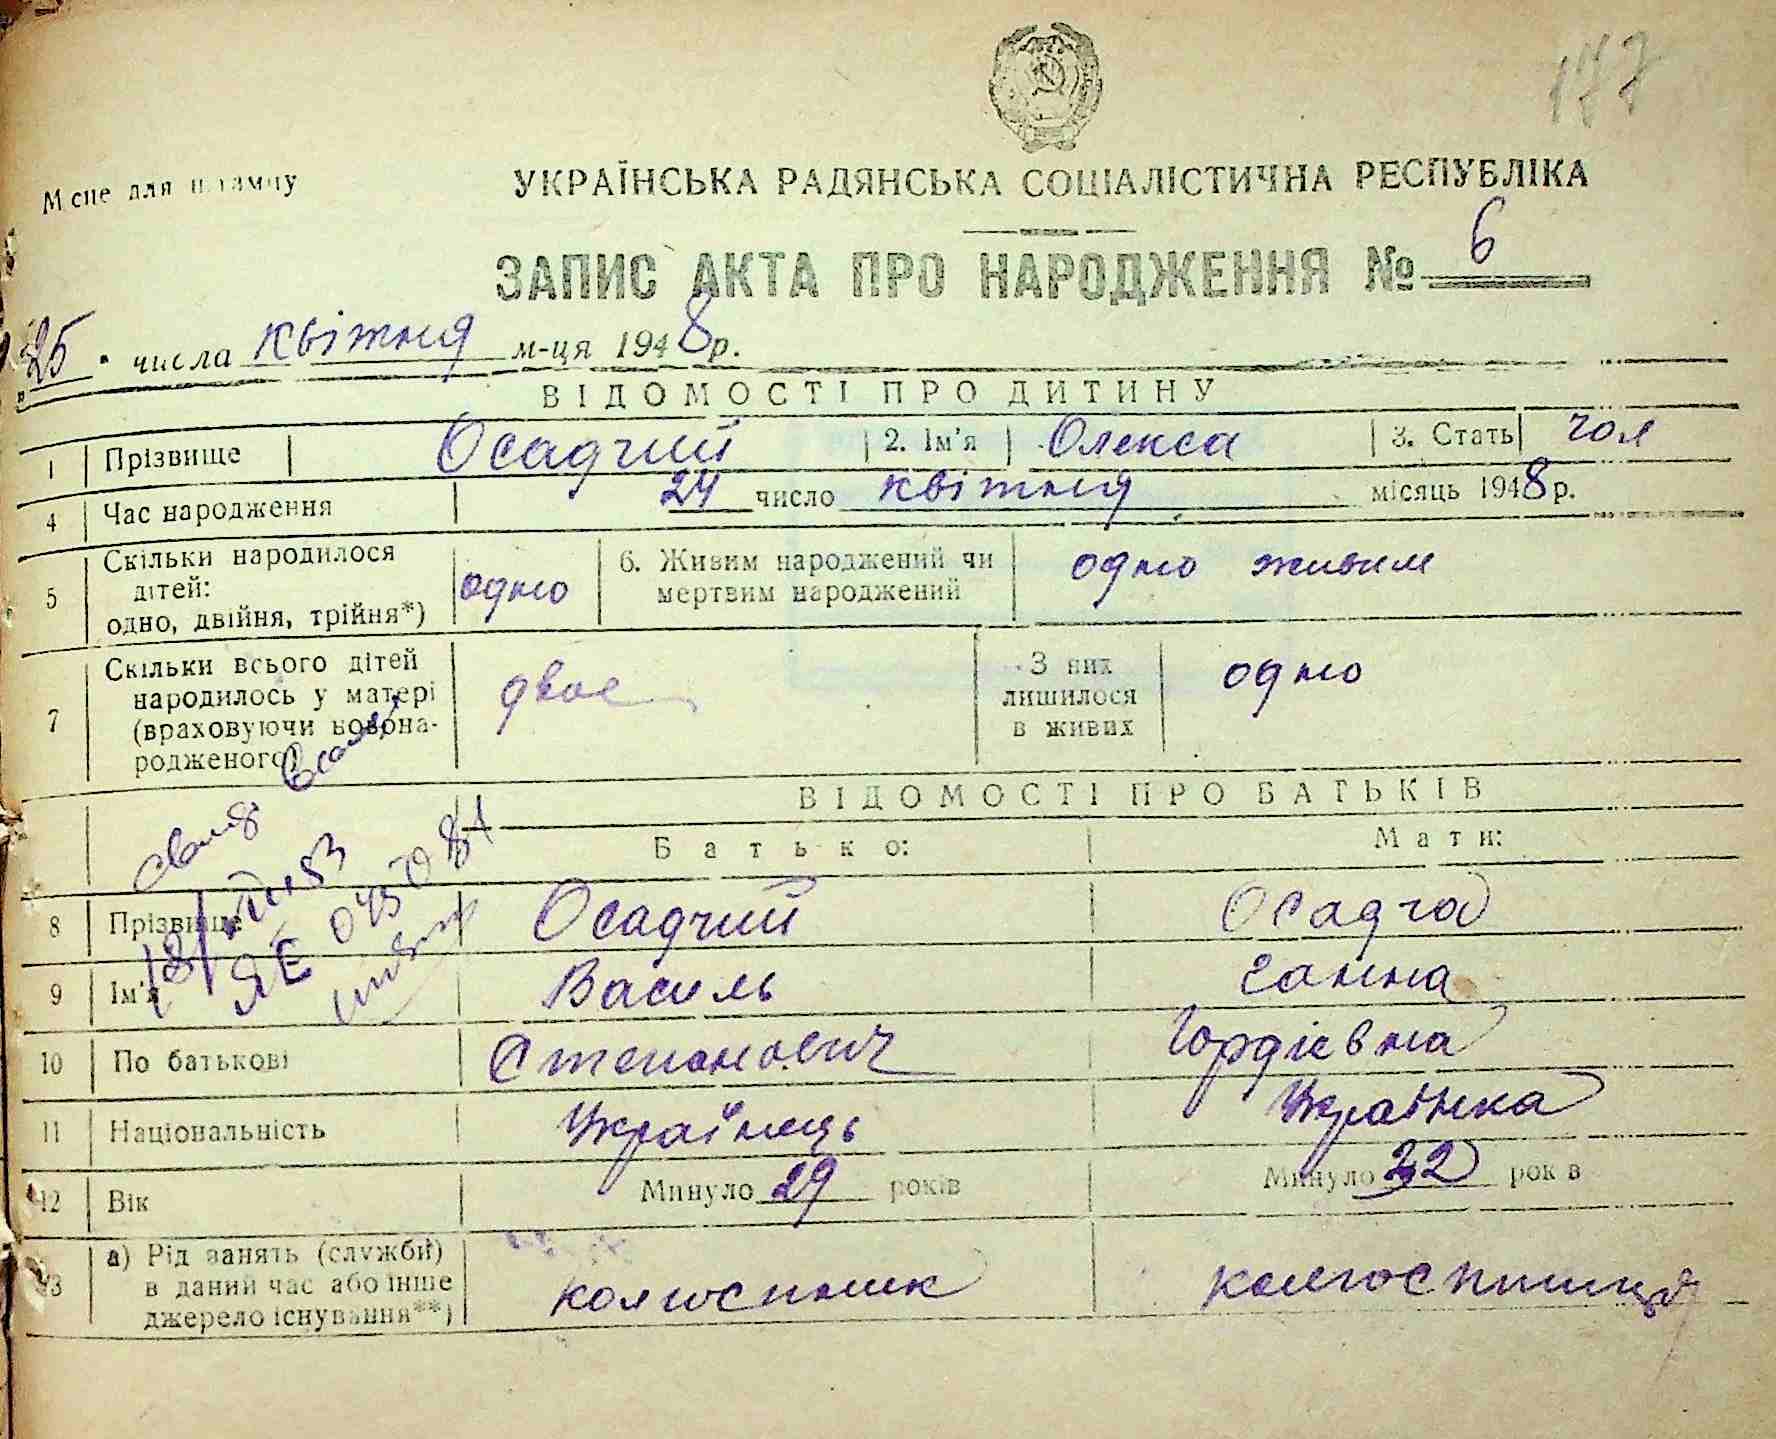 177
Місце для штампу
УКРАЇНСЬКА РАДЯНСЬКА СОЦІАЛІСТИЧНА РЕСПУБЛІКА
ЗАПИС АКТА ПРО НАРОДЖЕННЯ № 6
25 числа квітня м-ця 1948 р.
ВІДОМОСТІ ПРО ДИТИНУ
1 Прізвище Осадчий 2. Ім'я Олекса 3. Стать чол
4 Час народження 24 число квітня місяць 1948 р.
5 Скільки народилося дітей: одно, двійня, трійня*) одно 6. Живим народжений чи мертвим народжений одно живим
7 Скільки всього дітей народилось у матері (враховуючи новонародженого) двое З них лишилося в живих одно
ВІДОМОСТІ ПРО БАТЬКІВ
Батько: Мати:
8 Прізвище Осадчий Осадча
9 Ім'я Василь Ганна
10 По батькові Степанович Гордієвна
11 Національність Українець Українка
12 Вік Минуло 29 років Минуло 22 років
13 а) Рід занять (служби) в даний час або інше джерело існування**) колгоспник колгоспниця
ЯЕ